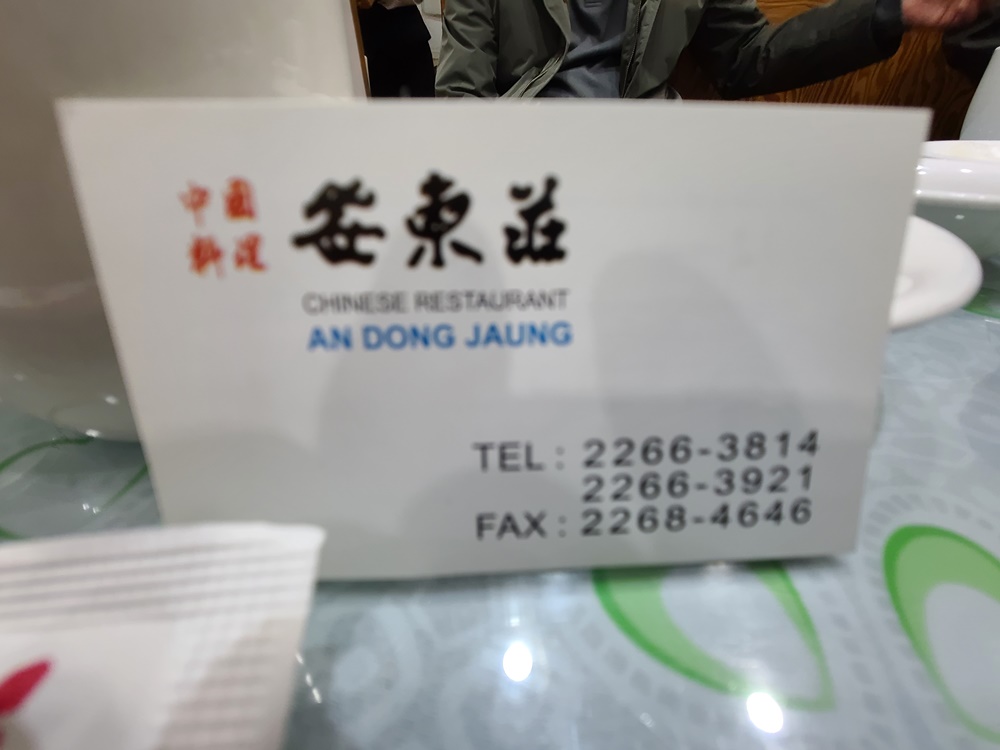 中國
料理
安東莊
CHINESE RESTAURANT
AN DONG JAUNG
TEL : 2266-3814
2266-3921
FAX : 2268-4646